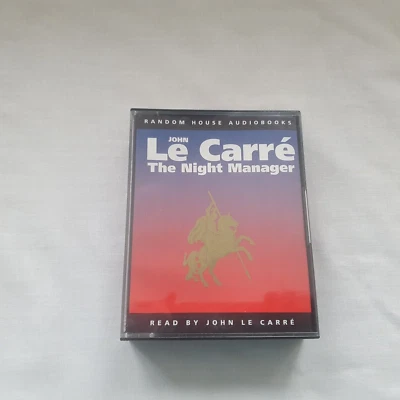 RANDOM HOUSE AUDIOBOOKS
JOHN
Le Carré
The Night Manager
READ BY JOHN LE CARRÉ